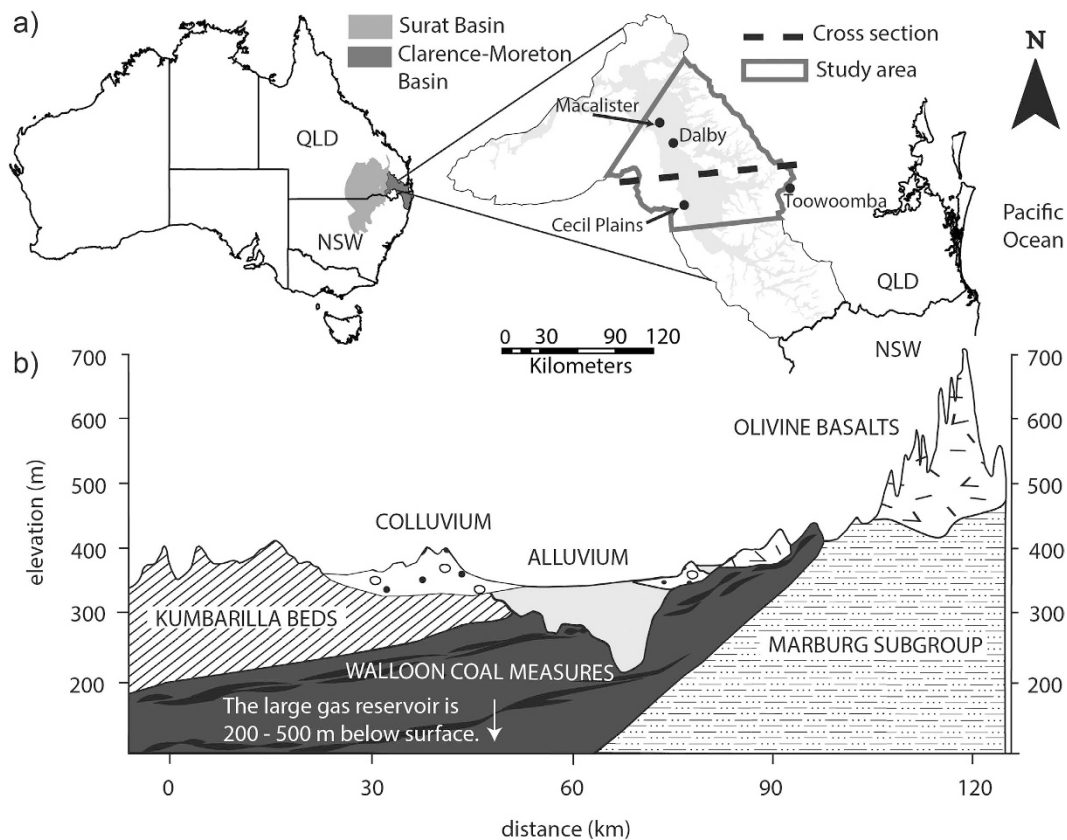 a)
Surat Basin
Clarence-Moreton
Basin
Cross section
Study area
N
Macalister
Dalby
QLD
Toowoomba
Cecil Plains
Pacific
Ocean
NSW
QLD
NSW
0 30 90 120
Kilometers
b)
700
600
500
400
300
200
elevation (m)
700
600
500
400
300
200
OLIVINE BASALTS
COLLUVIUM
ALLUVIUM
KUMBARILLA BEDS
WALLOON COAL MEASURES
MARBURG SUBGROUP
The large gas reservoir is
200 - 500 m below surface.
0 30 60 90 120
distance (km)